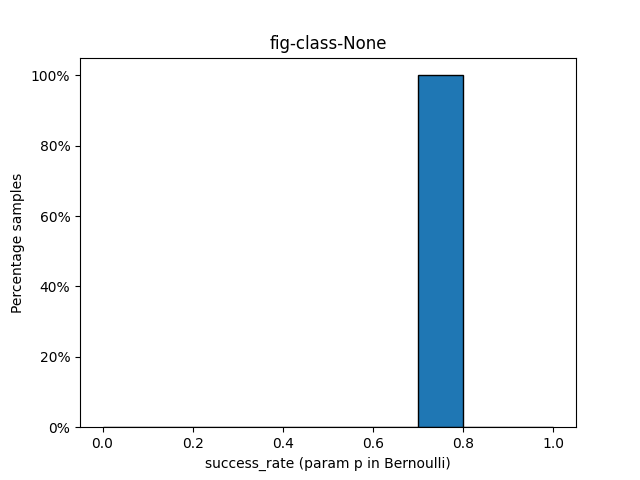 fig-class-None
Percentage samples
100%
80%
60%
40%
20%
0%
0.0 0.2 0.4 0.6 0.8 1.0
success_rate (param p in Bernoulli)